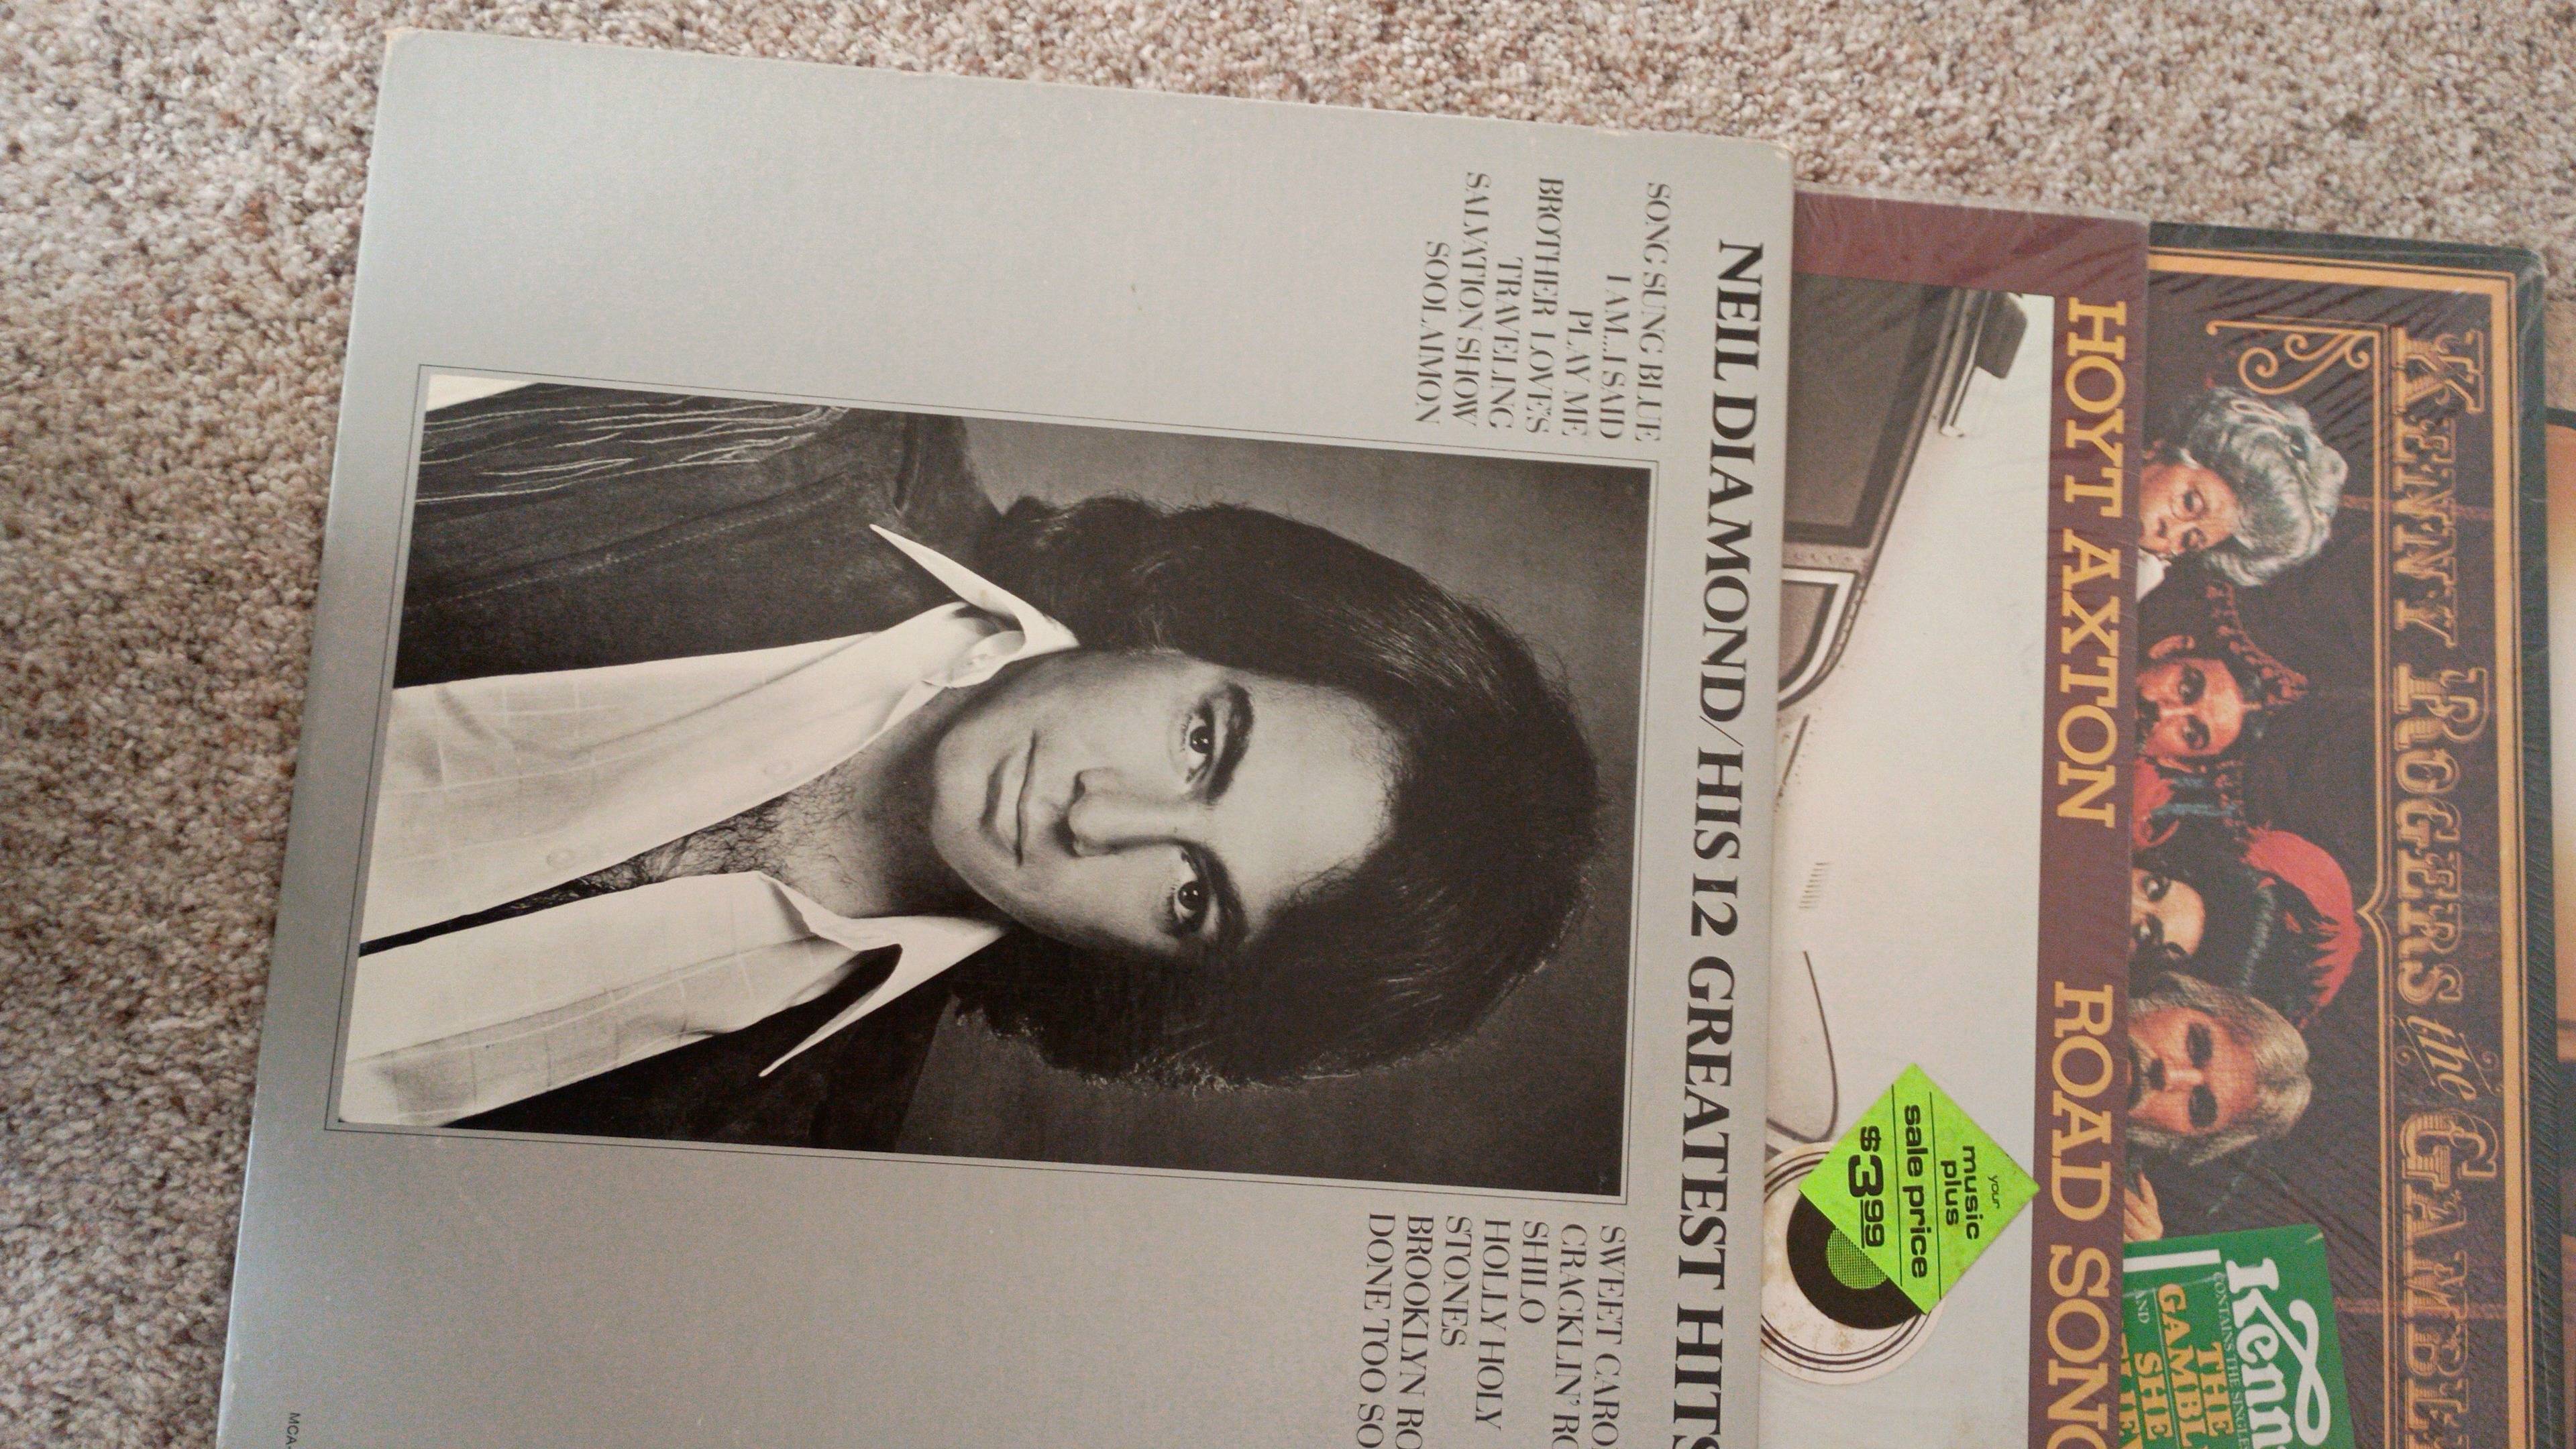 NEIL DIAMOND/HIS 12 GREATEST HITS
SONG SUNG BLUE
I AM...I SAID
PLAY ME
BROTHER LOVE'S
TRAVELING
SALVATION SHOW
SOOLAIMON
SWEET CARO
CRACKLIN' RO
SHILO
HOLLY HOLY
STONES
BROOKLYN RO
DONE TOO SO
MCA-
HOYT AXTON ROAD SONG
your
music
plus
sale price
$3.99
KENNY ROGERS the GAMBLE
Kenn
CONTAINS THE SINGLE
THE
GAMBL
AND
SHE